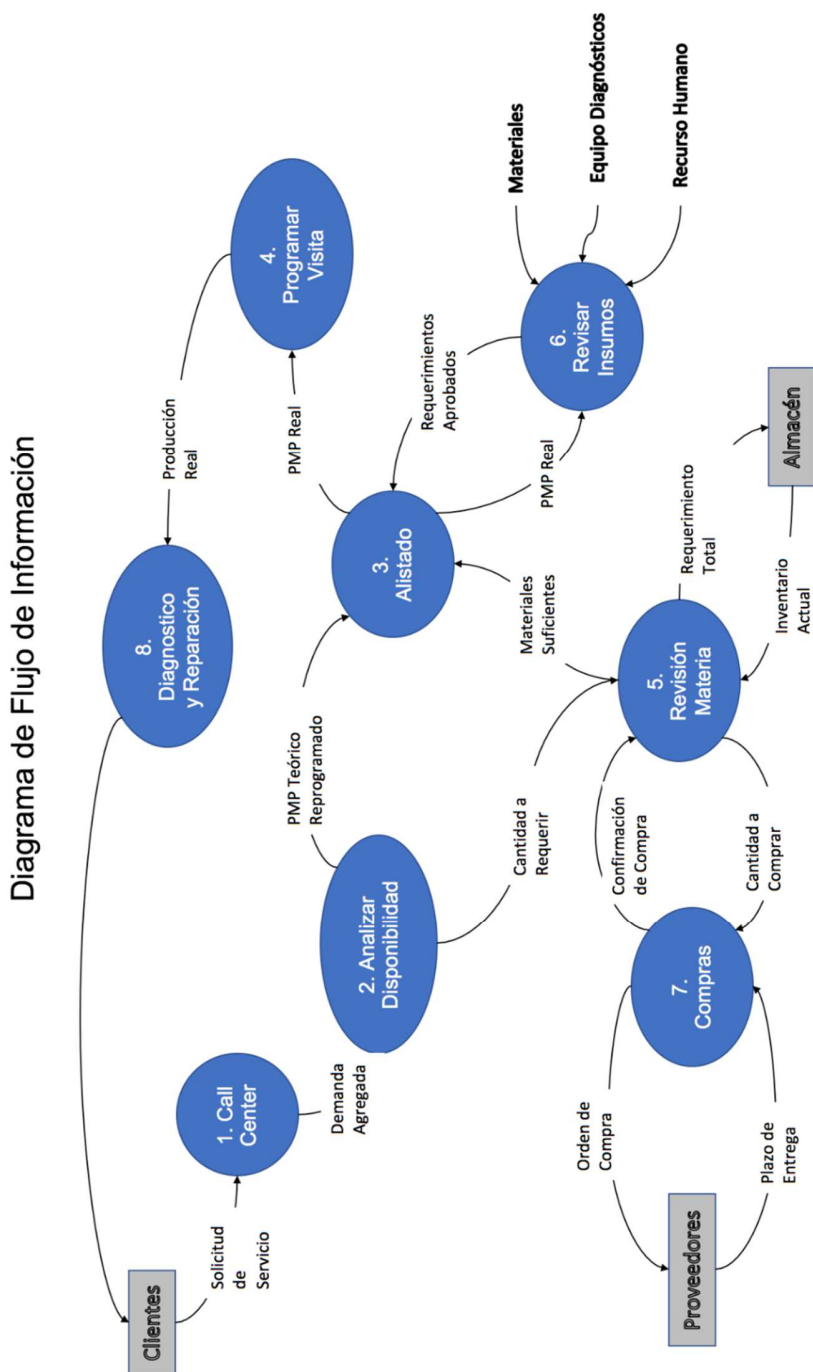 Diagrama de Flujo de Información
Clientes
Solicitud
de
Servicio
1. Call
Center
Demanda
Agregada
2. Analizar
Disponibilidad
PMP Teórico
Reprogramado
Cantidad a
Requerir
3.
Alistado
PMP Real
4.
Programar
Visita
Producción
Real
8.
Diagnostico
y Reparación
Requerimientos
Aprobados
PMP Real
6.
Revisar
Insumos
Materiales
Equipo Diagnósticos
Recurso Humano
Materiales
Suficientes
5.
Revisión
Materia
Requerimiento
Total
Almacén
Inventario
Actual
Confirmación
de Compra
Cantidad a
Comprar
7.
Compras
Orden de
Compra
Proveedores
Plazo de
Entrega